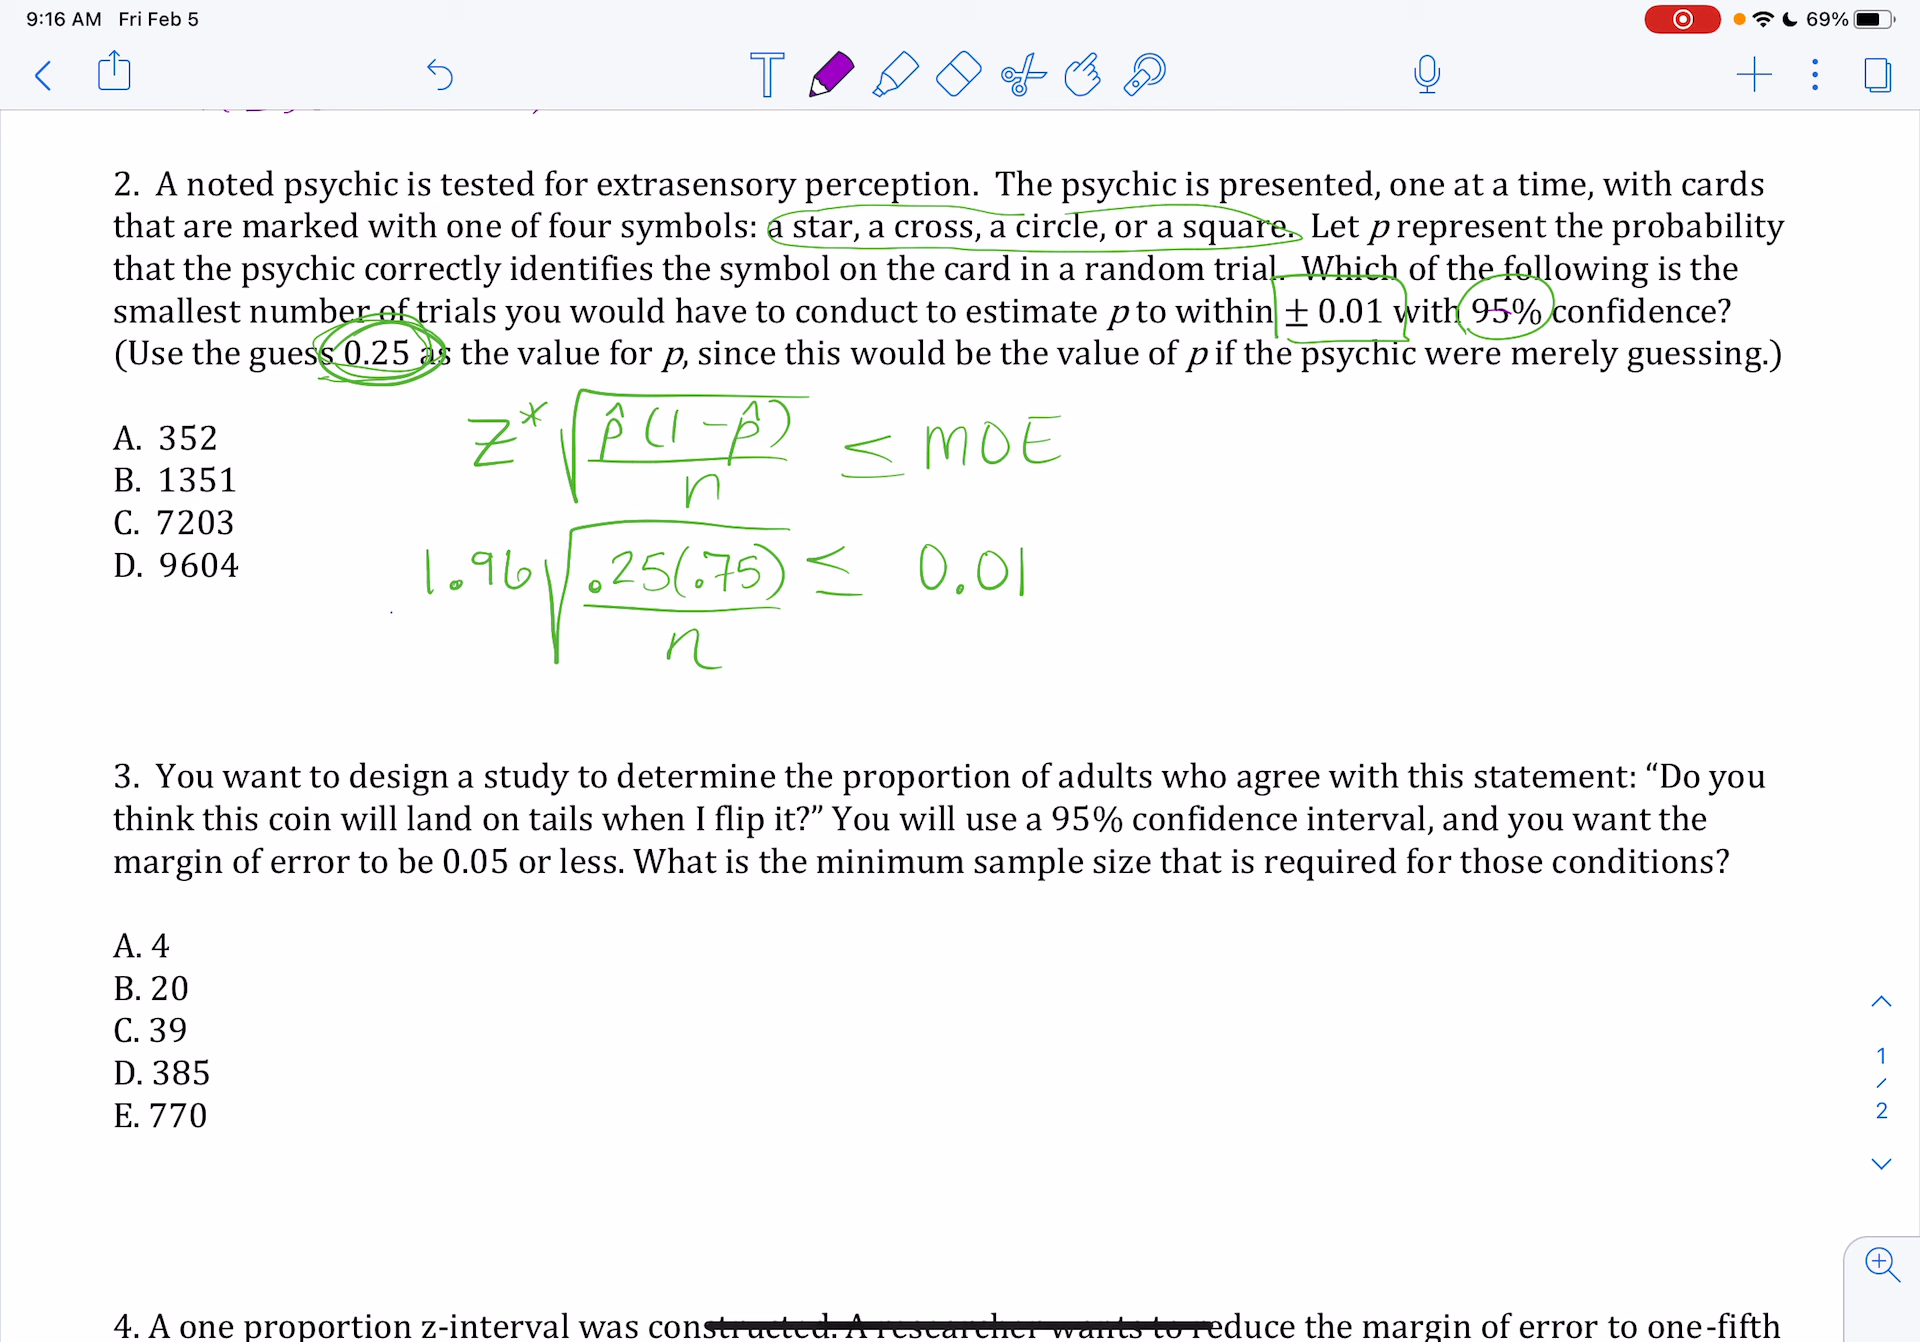 9:16 AM Fri Feb 5
69%
T
2. A noted psychic is tested for extrasensory perception. The psychic is presented, one at a time, with cards
that are marked with one of four symbols: a star, a cross, a circle, or a square. Let p represent the probability
that the psychic correctly identifies the symbol on the card in a random trial. Which of the following is the
smallest number of trials you would have to conduct to estimate p to within ± 0.01 with 95% confidence?
(Use the guess 0.25 as the value for p, since this would be the value of p if the psychic were merely guessing.)
A. 352
B. 1351
C. 7203
D. 9604
z* √(p̂(1-p̂)/n) ≤ MOE
1.96 √(.25(.75)/n) ≤ 0.01
3. You want to design a study to determine the proportion of adults who agree with this statement: “Do you
think this coin will land on tails when I flip it?” You will use a 95% confidence interval, and you want the
margin of error to be 0.05 or less. What is the minimum sample size that is required for those conditions?
A. 4
B. 20
C. 39
D. 385
E. 770
1
/
2
4. A one proportion z-interval was constructed. A researcher wants to reduce the margin of error to one-fifth